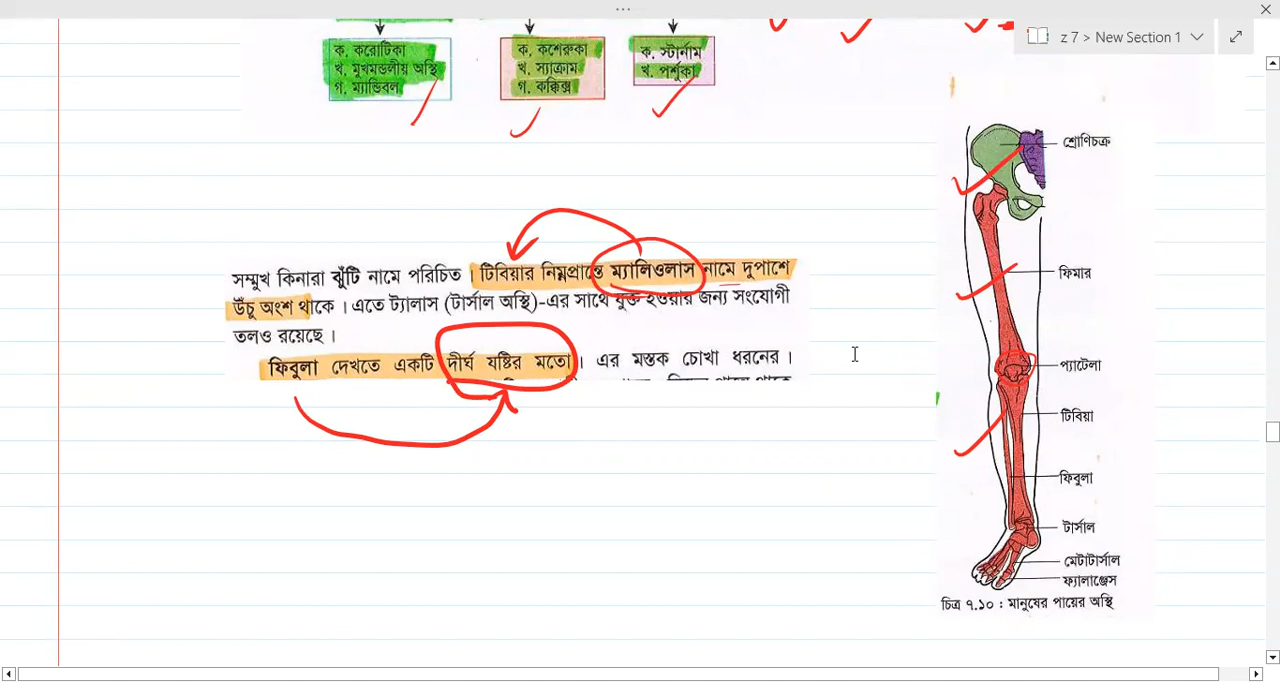 z 7 > New Section 1
ক. করোটিকা
খ. মুখমন্ডলীয় অস্থি
গ. ম্যান্ডিবল
ক. কশেরুকা
খ. স্যাক্রাম
গ. কক্কিক্স
ক. স্টার্নাম
খ. পর্শুকা
সম্মুখ কিনারা ঝুঁটি নামে পরিচিত । টিবিয়ার নিম্নপ্রান্তে ম্যালিওলাস নামে দুপাশে
উঁচু অংশ থাকে । এতে ট্যালাস (টার্সাল অস্থি)-এর সাথে যুক্ত হওয়ার জন্য সংযোগী
তলও রয়েছে ।
ফিবুলা দেখতে একটি দীর্ঘ যষ্টির মতো । এর মস্তক চোখা ধরনের ।
শ্রোণিচক্র
ফিমার
প্যাটেলা
টিবিয়া
ফিবুলা
টার্সাল
মেটাটার্সাল
ফ্যালাঞ্জেস
চিত্র ৭.১০ : মানুষের পায়ের অস্থি